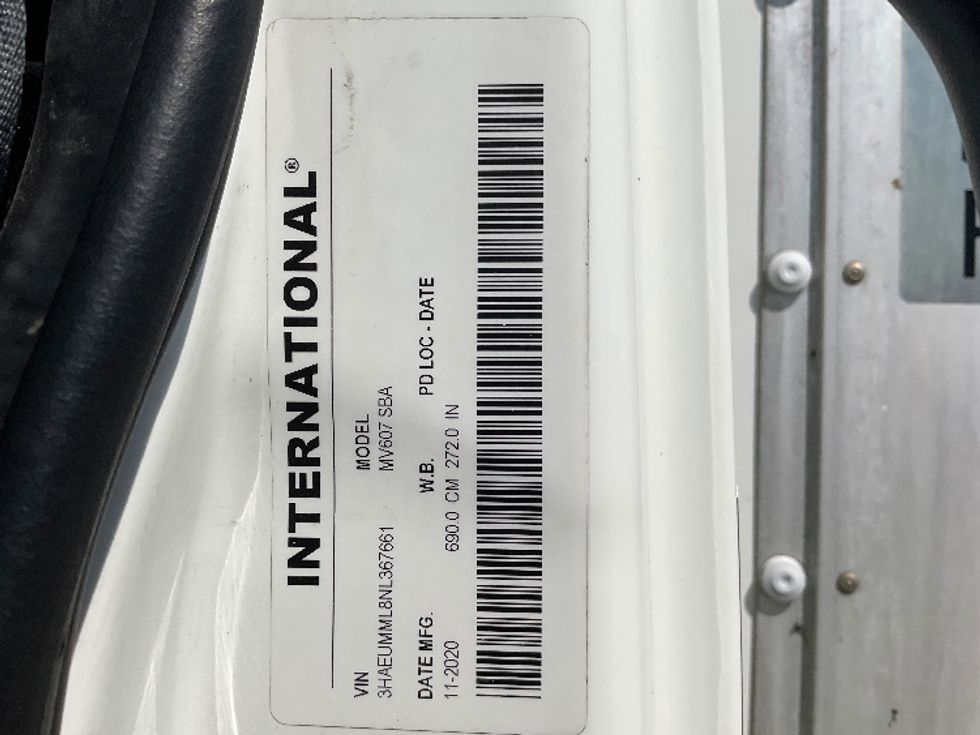 INTERNATIONAL®
VIN MODEL
3HAEUMML8NL367661 MV607 SBA
DATE MFG. W.B. PD LOC - DATE
11-2020 690.0 CM 272.0 IN